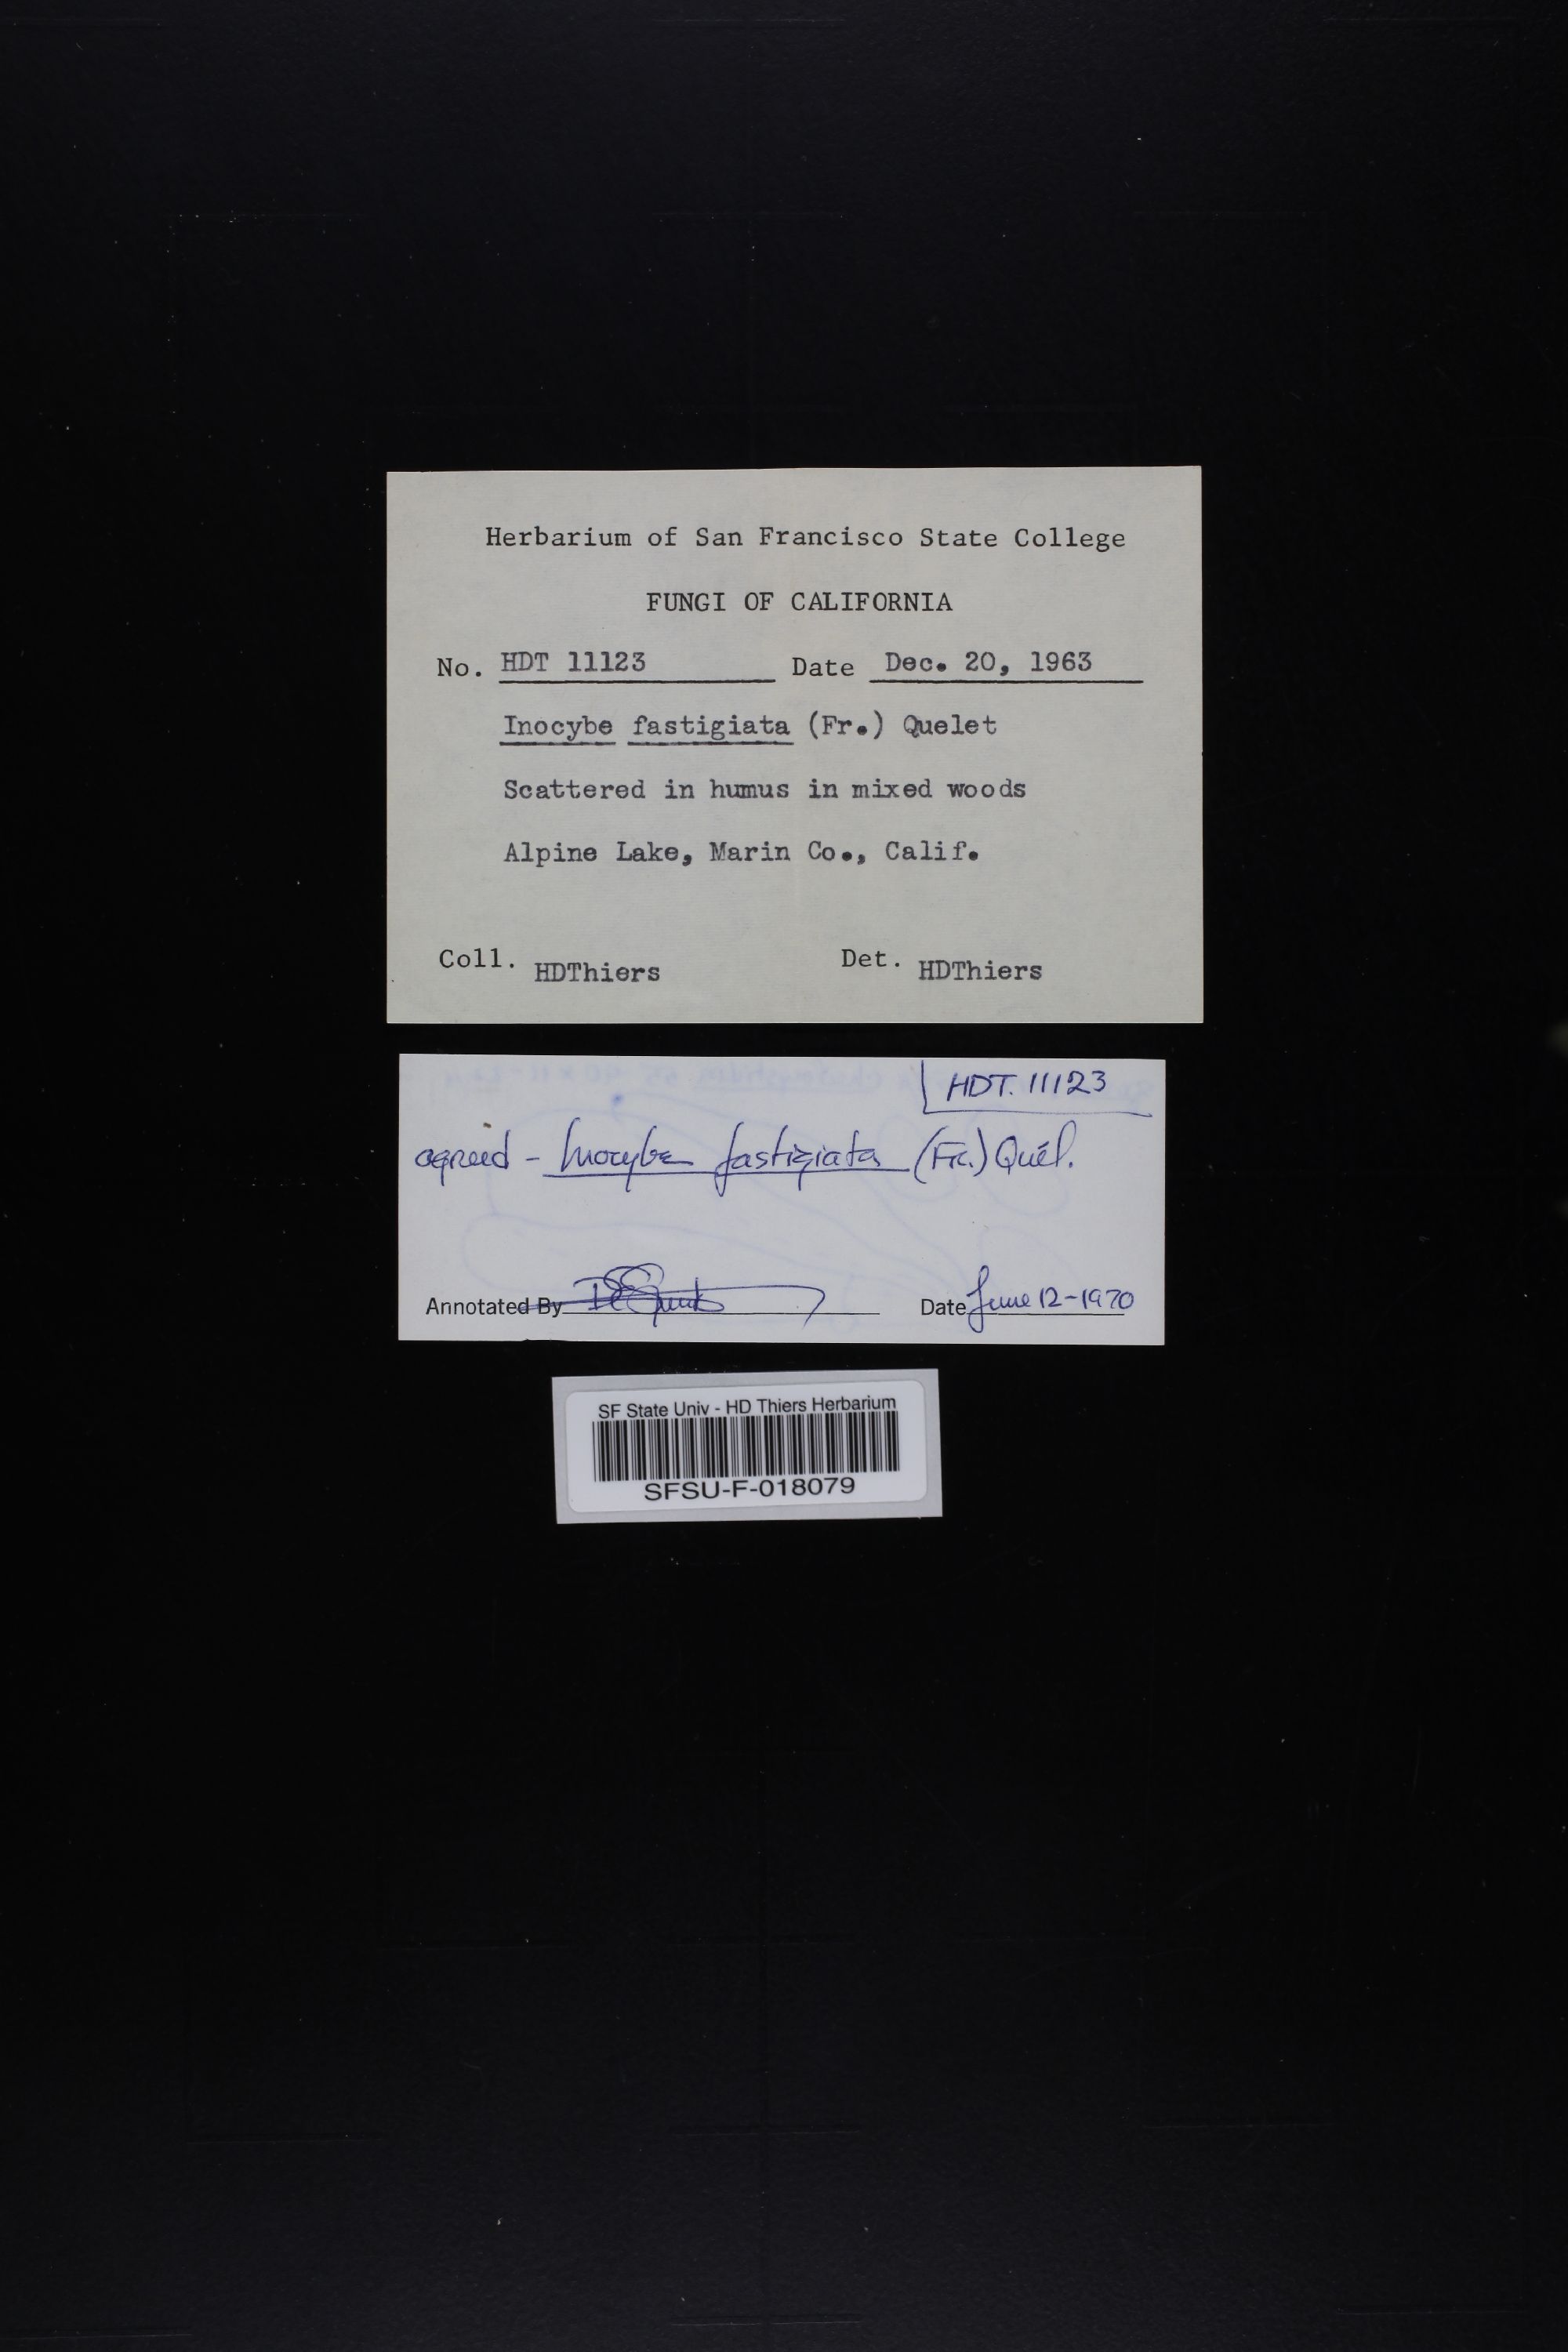 Herbarium of San Francisco State College
FUNGI OF CALIFORNIA
No. HDT 11123 Date Dec. 20, 1963
Inocybe fastigiata (Fr.) Quelet
Scattered in humus in mixed woods
Alpine Lake, Marin Co., Calif.
Coll. HDThiers Det. HDThiers
HDT. 11123
agreed - Inocybe fastigiata (Fr.) Quél.
Annotated By Date June 12-1970
SF State Univ - HD Thiers Herbarium
SFSU-F-018079